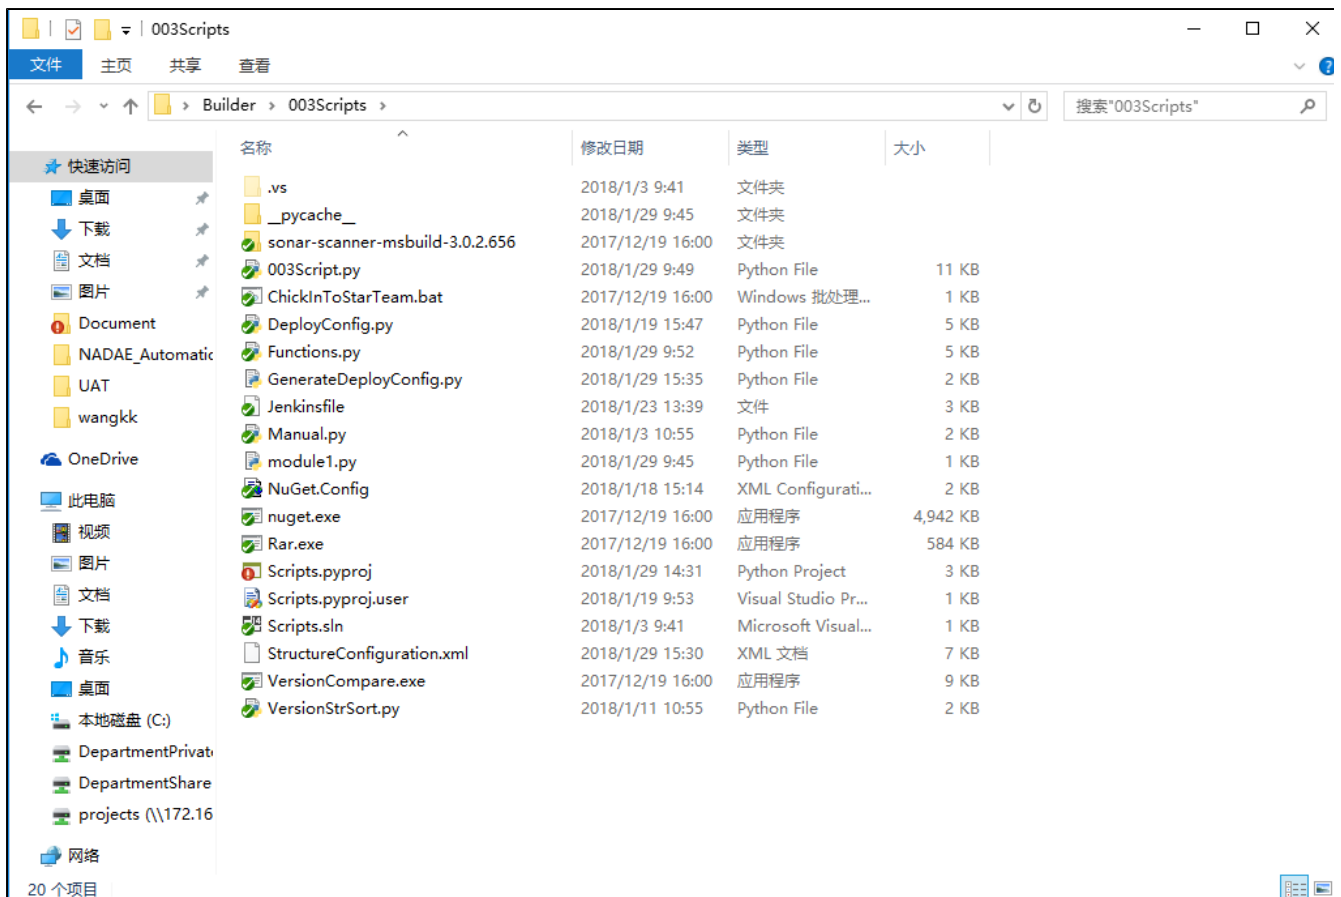 003Scripts
文件 主页 共享 查看
Builder 003Scripts 搜索"003Scripts"
快速访问
桌面
下载
文档
图片
Document
NADAE_Automatic
UAT
wangkk
OneDrive
此电脑
视频
图片
文档
下载
音乐
桌面
本地磁盘 (C:)
DepartmentPrivate
DepartmentShare
projects (\\172.16
网络
名称 修改日期 类型 大小
.vs 2018/1/3 9:41 文件夹
__pycache__ 2018/1/29 9:45 文件夹
sonar-scanner-msbuild-3.0.2.656 2017/12/19 16:00 文件夹
003Script.py 2018/1/29 9:49 Python File 11 KB
ChickInToStarTeam.bat 2017/12/19 16:00 Windows 批处理... 1 KB
DeployConfig.py 2018/1/19 15:47 Python File 5 KB
Functions.py 2018/1/29 9:52 Python File 5 KB
GenerateDeployConfig.py 2018/1/29 15:35 Python File 2 KB
Jenkinsfile 2018/1/23 13:39 文件 3 KB
Manual.py 2018/1/3 10:55 Python File 2 KB
module1.py 2018/1/29 9:45 Python File 1 KB
NuGet.Config 2018/1/18 15:14 XML Configurati... 2 KB
nuget.exe 2017/12/19 16:00 应用程序 4,942 KB
Rar.exe 2017/12/19 16:00 应用程序 584 KB
Scripts.pyproj 2018/1/29 14:31 Python Project 3 KB
Scripts.pyproj.user 2018/1/19 9:53 Visual Studio Pr... 1 KB
Scripts.sln 2018/1/3 9:41 Microsoft Visual... 1 KB
StructureConfiguration.xml 2018/1/29 15:30 XML 文档 7 KB
VersionCompare.exe 2017/12/19 16:00 应用程序 9 KB
VersionStrSort.py 2018/1/11 10:55 Python File 2 KB
20 个项目